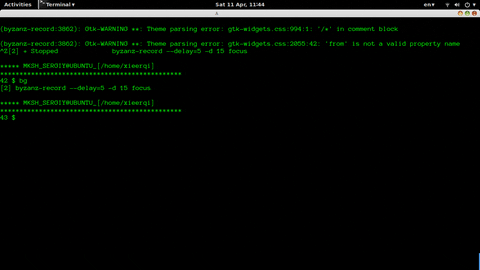 Activities Terminal ▾ Sat 11 Apr, 11:44 en▾
(byzanz-record:3862): Gtk-WARNING **: Theme parsing error: gtk-widgets.css:994:1: '/*' in comment block
(byzanz-record:3862): Gtk-WARNING **: Theme parsing error: gtk-widgets.css:2055:42: 'from' is not a valid property name
^Z[2] + Stopped byzanz-record --delay=5 -d 15 focus
***** MKSH_SERGIY@UBUNTU_[/home/xieerqi]
***********************************************
42 $ bg
[2] byzanz-record --delay=5 -d 15 focus
***** MKSH_SERGIY@UBUNTU_[/home/xieerqi]
***********************************************
43 $